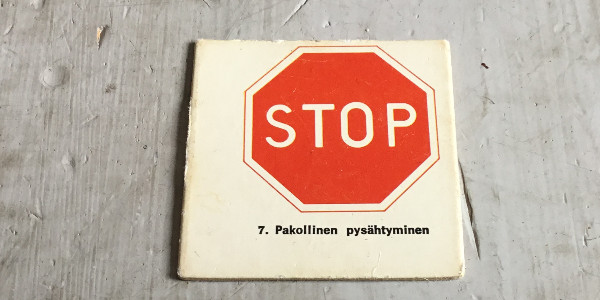 STOP
7. Pakollinen pysähtyminen